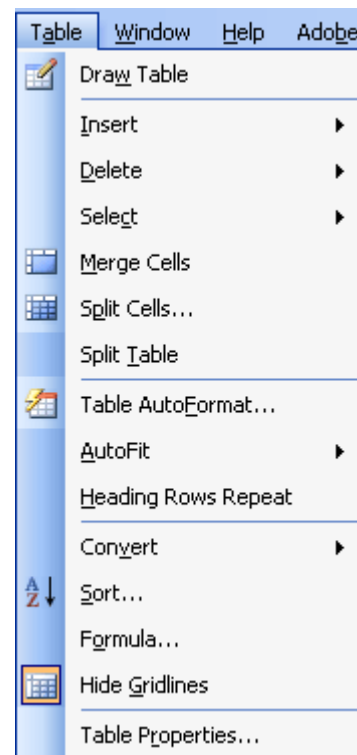 Table Window Help Adobe
Draw Table
Insert
Delete
Select
Merge Cells
Split Cells...
Split Table
Table AutoFormat...
AutoFit
Heading Rows Repeat
Convert
A
Z
Sort...
Formula...
Hide Gridlines
Table Properties...